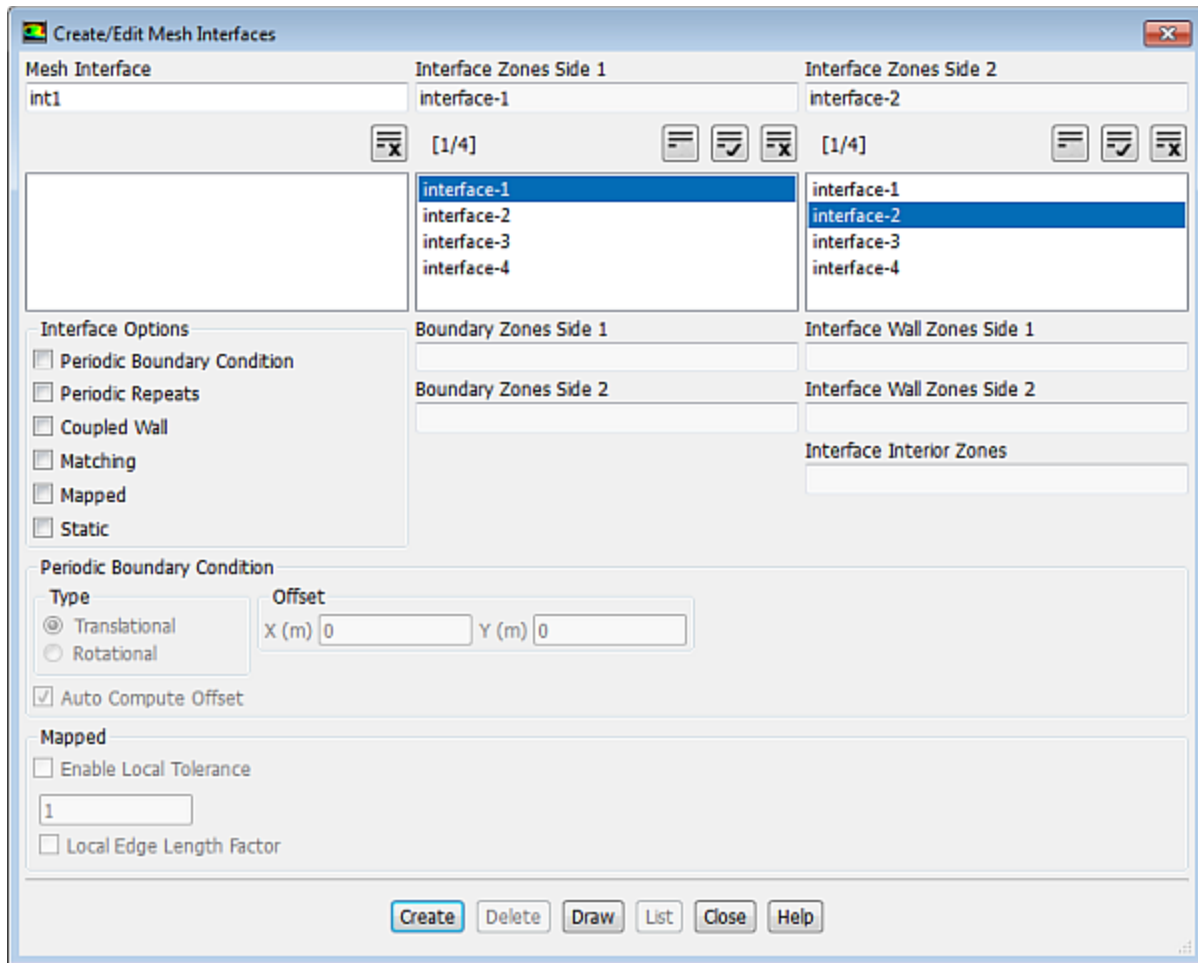 Create/Edit Mesh Interfaces
Mesh Interface
Interface Zones Side 1
Interface Zones Side 2
int1
interface-1
interface-2
[1/4]
[1/4]
interface-1
interface-2
interface-3
interface-4
interface-1
interface-2
interface-3
interface-4
Interface Options
Periodic Boundary Condition
Periodic Repeats
Coupled Wall
Matching
Mapped
Static
Boundary Zones Side 1
Boundary Zones Side 2
Interface Wall Zones Side 1
Interface Wall Zones Side 2
Interface Interior Zones
Periodic Boundary Condition
Type
Translational
Rotational
Offset
X (m) 0 Y (m) 0
Auto Compute Offset
Mapped
Enable Local Tolerance
1
Local Edge Length Factor
Create Delete Draw List Close Help